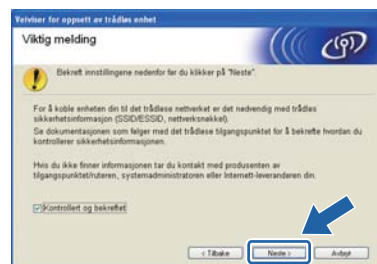 Veiviser for oppsett av trådløs enhet
Viktig melding
Bekreft innstillingene nedenfor før du klikker på "Neste".
For å koble enheten din til det trådløse nettverket er det nødvendig med trådløs
sikkerhetsinformasjon (SSID/ESSID, nettverksnøkkel).
Se dokumentasjonen som følger med det trådløse tilgangspunktet for å bekrefte hvordan du
kontrollerer sikkerhetsinformasjonen.
Hvis du ikke finner informasjonen tar du kontakt med produsenten av
tilgangspunktet/ruteren, systemadministratoren eller Internett-leverandøren din.
Kontrollert og bekreftet
< Tilbake Neste > Avbryt